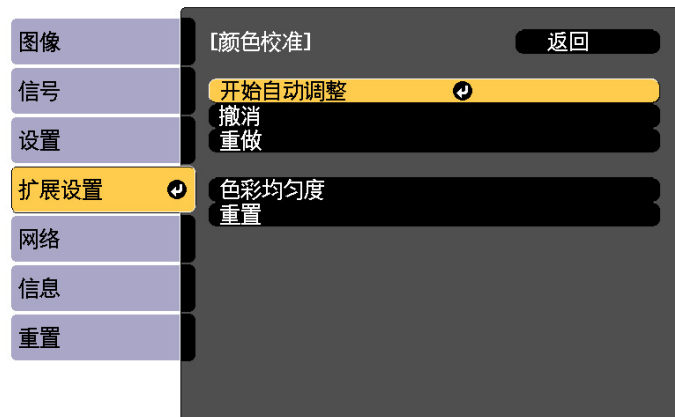 图像
信号
设置
扩展设置
网络
信息
重置
[颜色校准]
返回
开始自动调整
撤消
重做
色彩均匀度
重置